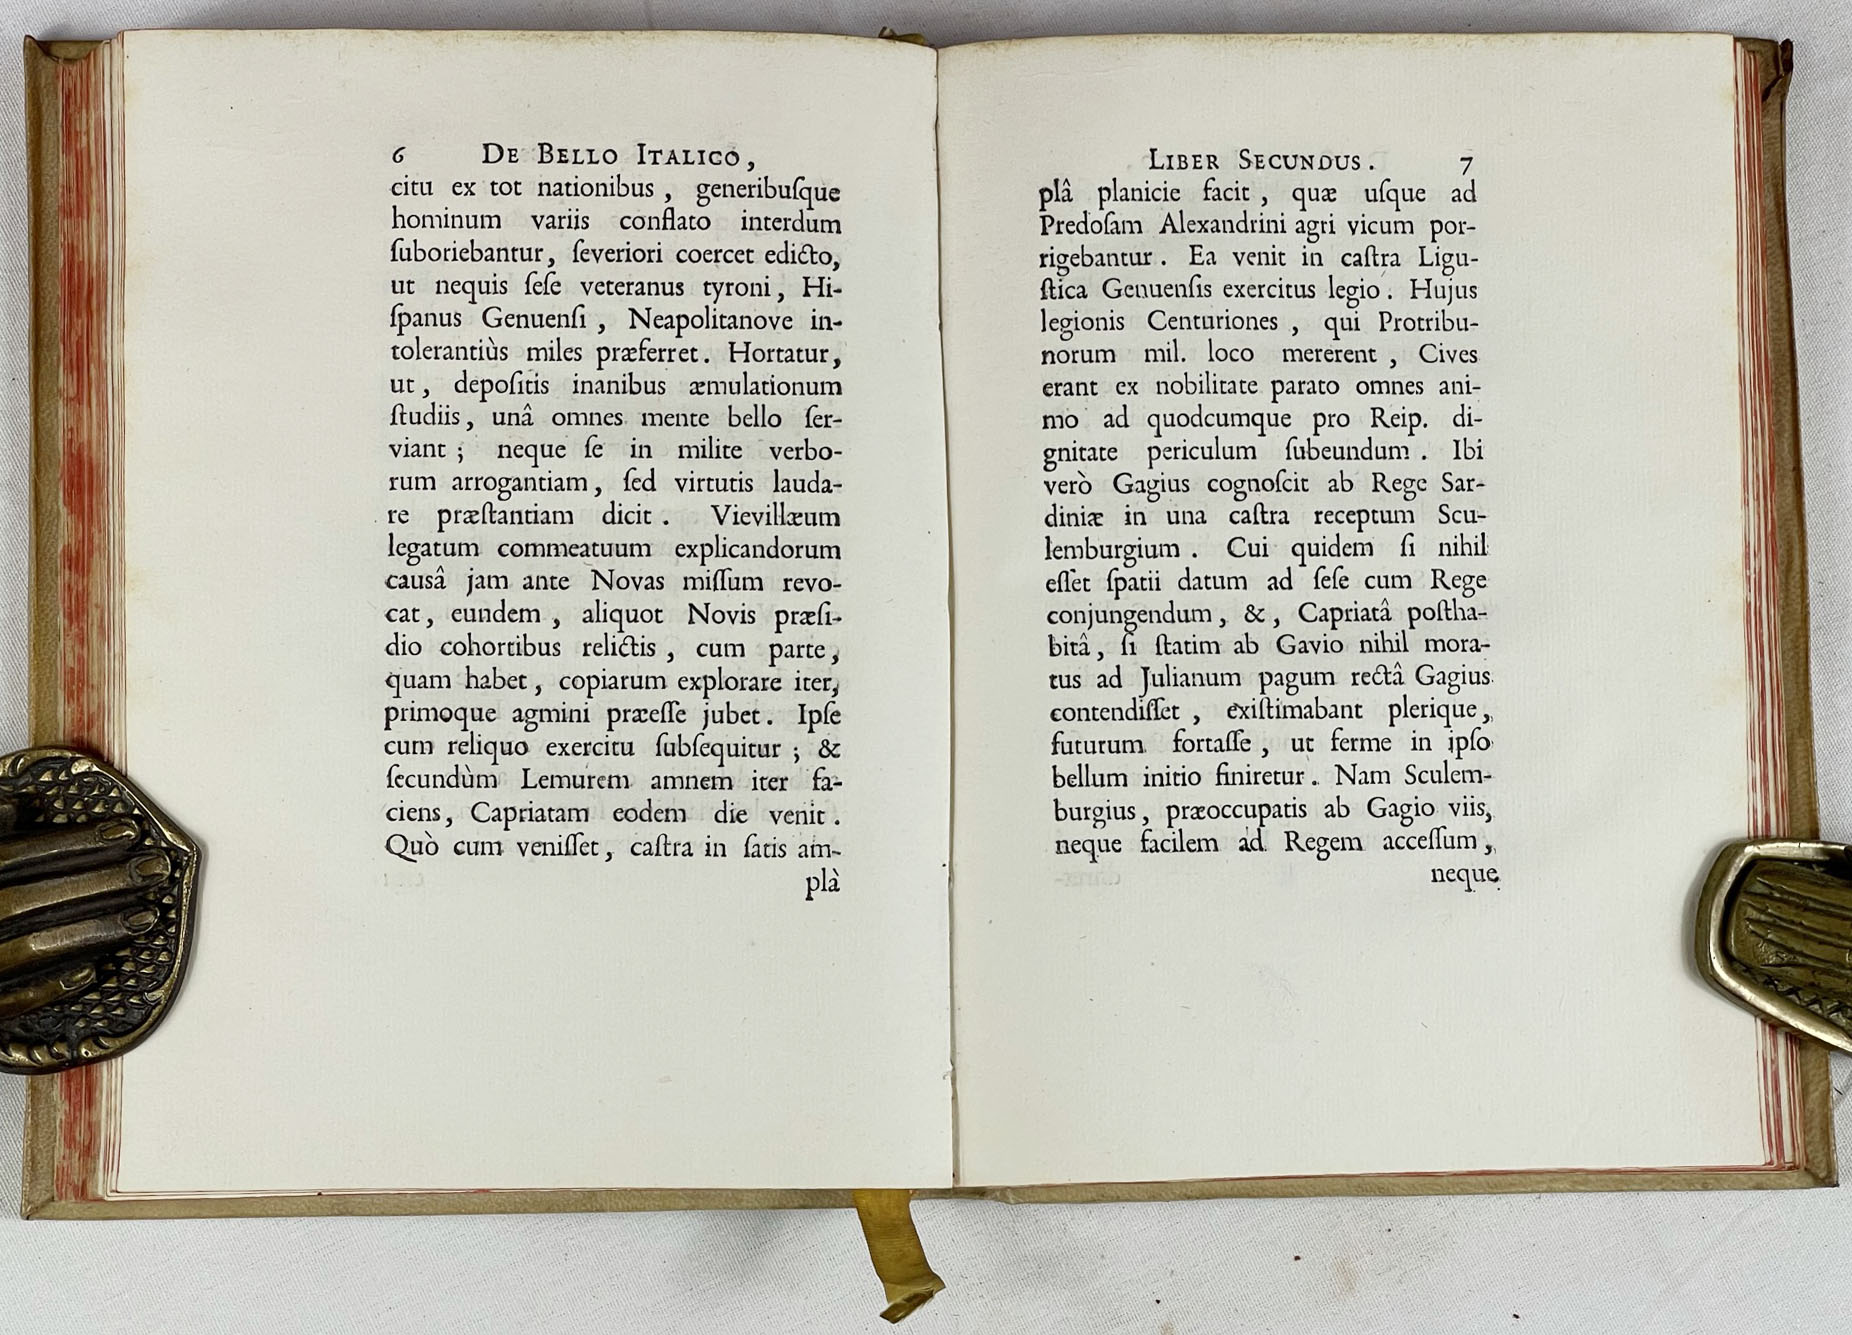 6 De Bello Italico,
citu ex tot nationibus, generibuſque
hominum variis conflato interdum
ſuboriebantur, ſeveriori coercet edicto,
ut nequis ſeſe veteranus tyroni, Hi-
ſpanus Genuenſi, Neapolitanove in-
tolerantiùs miles præferret. Hortatur,
ut, depoſitis inanibus æmulationum
ſtudiis, unâ omnes mente bello ſer-
viant; neque ſe in milite verbo-
rum arrogantiam, ſed virtutis lauda-
re præſtantiam dicit. Vievillæum
legatum commeatuum explicandorum
causâ jam ante Novas miſſum revo-
cat, eundem, aliquot Novis præſi-
dio cohortibus relictis, cum parte,
quam habet, copiarum explorare iter,
primoque agmini præeſſe jubet. Ipſe
cum reliquo exercitu ſubſequitur; &
ſecundùm Lemurem amnem iter fa-
ciens, Capriatam eodem die venit.
Quò cum veniſſet, caſtra in ſatis am-
plà
Liber Secundus. 7
plâ planicie facit, quæ uſque ad
Predoſam Alexandrini agri vicum por-
rigebantur. Ea venit in caſtra Ligu-
ſtica Genuenſis exercitus legio. Hujus
legionis Centuriones, qui Protribu-
norum mil. loco mererent, Cives
erant ex nobilitate parato omnes ani-
mo ad quodcumque pro Reip. di-
gnitate periculum ſubeundum. Ibi
verò Gagius cognoſcit ab Rege Sar-
diniæ in una caſtra receptum Scu-
lemburgium. Cui quidem ſi nihil
eſſet ſpatii datum ad ſeſe cum Rege
conjungendum, &, Capriatâ poſtha-
bitâ, ſi ſtatim ab Gavio nihil mora-
tus ad Julianum pagum rectâ Gagius
contendiſſet, exiſtimabant plerique,
futurum fortaſſe, ut ferme in ipſo
bellum initio finiretur. Nam Sculem-
burgius, præoccupatis ab Gagio viis,
neque facilem ad Regem acceſſum,
neque